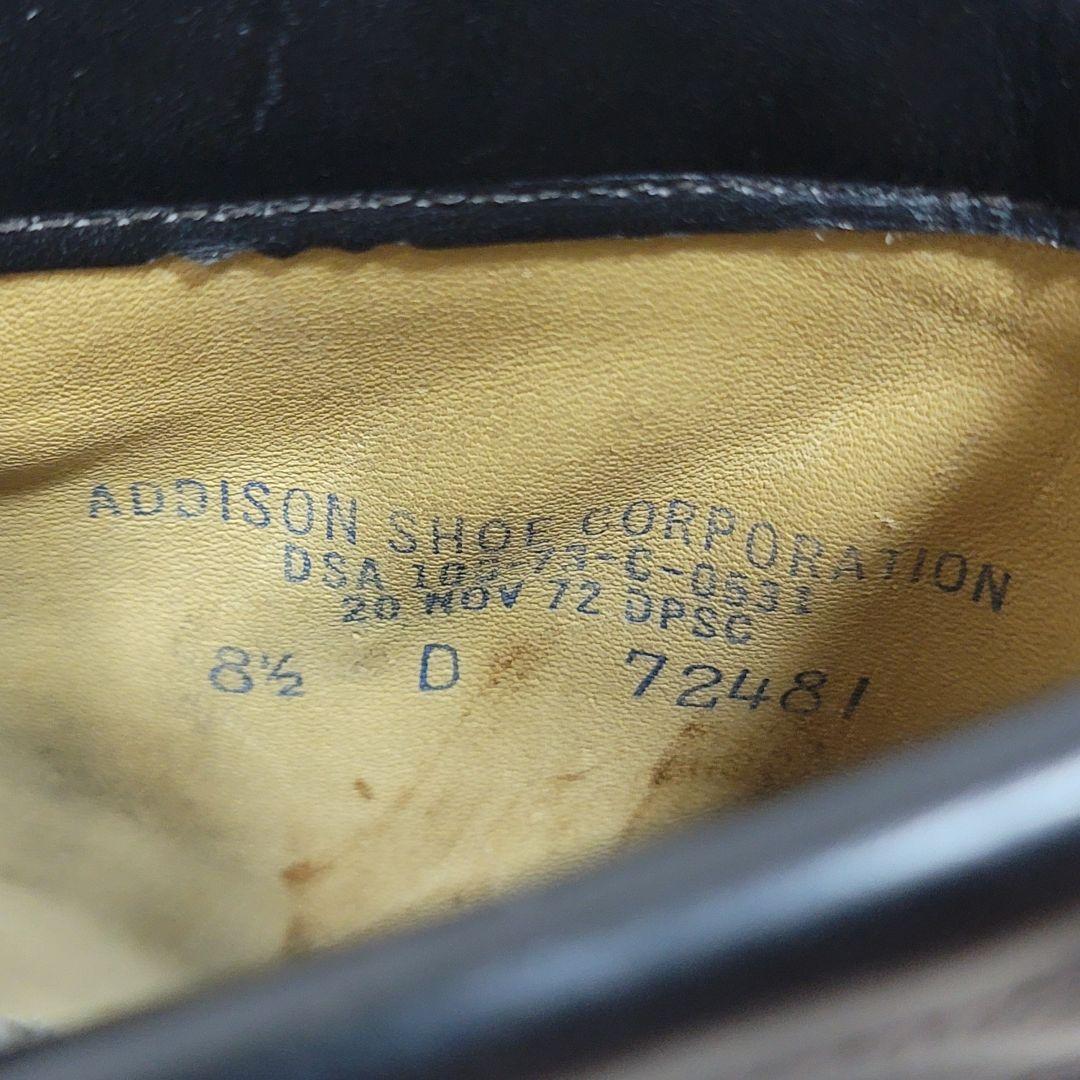 ADDISON SHOE CORPORATION
DSA 100-73-C-0531
20 NOV 72 DPSC
8½ D 72481